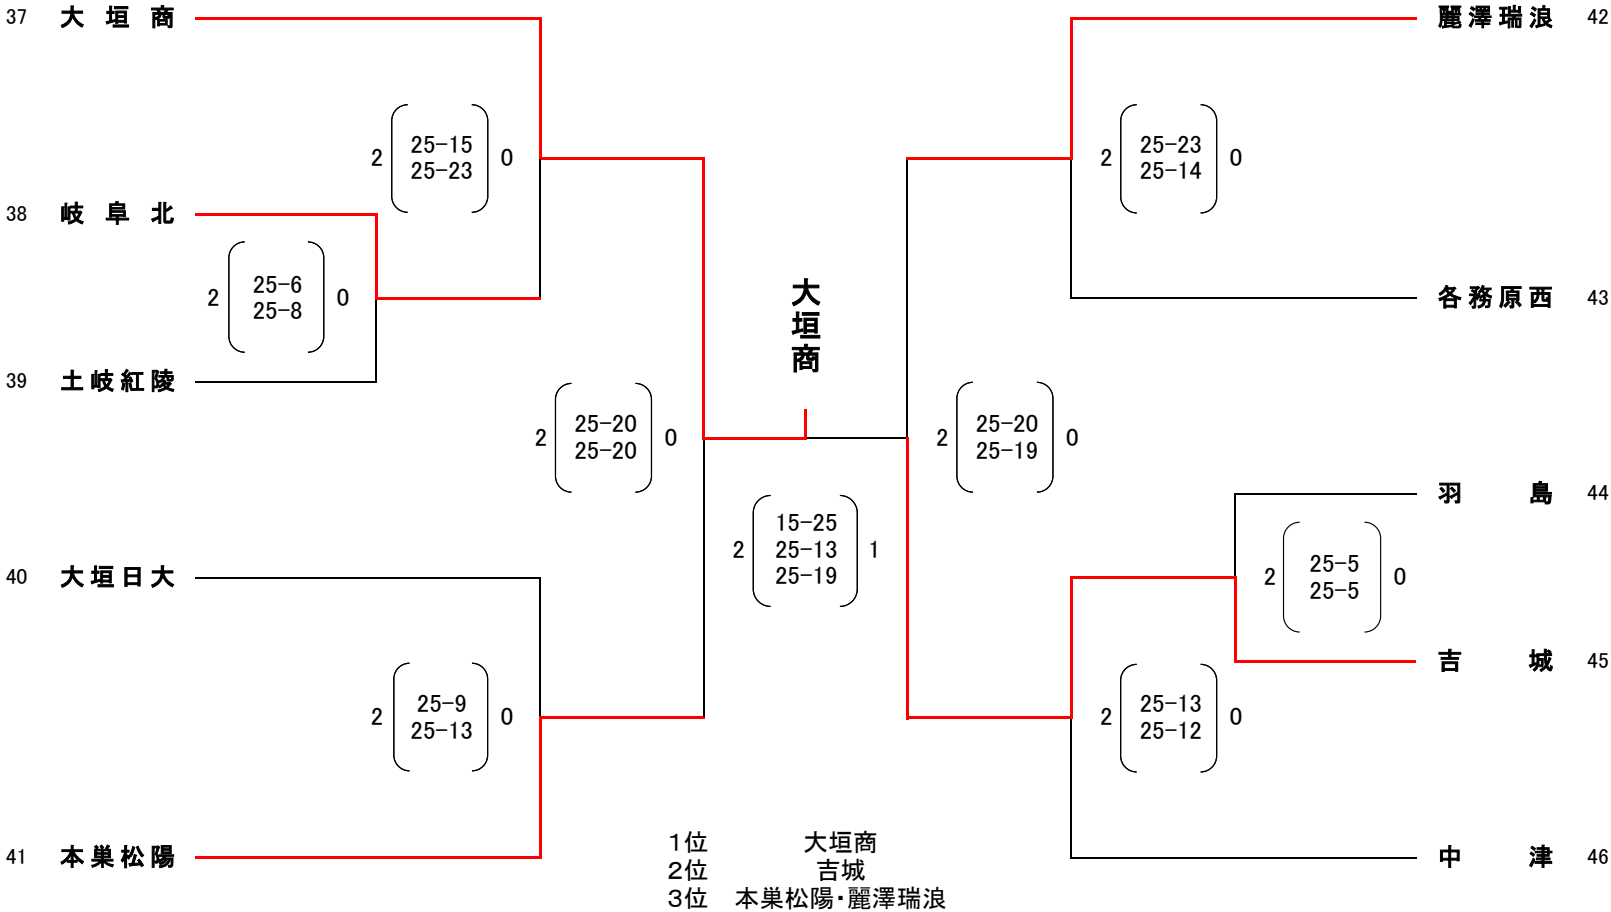 37 大垣商
麗澤瑞浪 42
2 25-15 0
25-23
2 25-23 0
25-14
38 岐阜北
2 25-6 0
25-8
大垣商
各務原西 43
39 土岐紅陵
2 25-20 0
25-20
2 25-20 0
25-19
羽島 44
2 15-25 1
25-13
25-19
40 大垣日大
2 25-5 0
25-5
吉城 45
2 25-9 0
25-13
2 25-13 0
25-12
41 本巣松陽
中津 46
1位 大垣商
2位 吉城
3位 本巣松陽・麗澤瑞浪